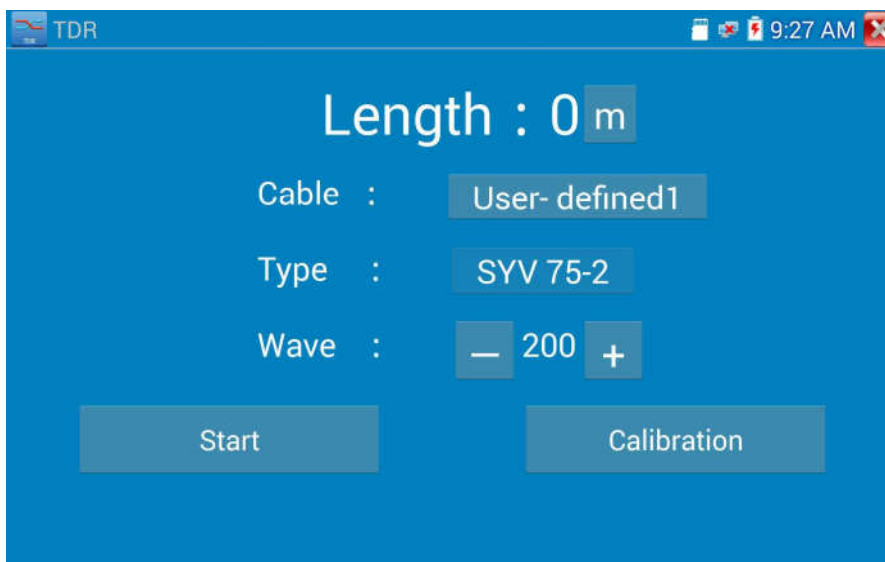 TDR 9:27 AM
Length : 0 m
Cable : User- defined1
Type : SYV 75-2
Wave : — 200 +
Start Calibration